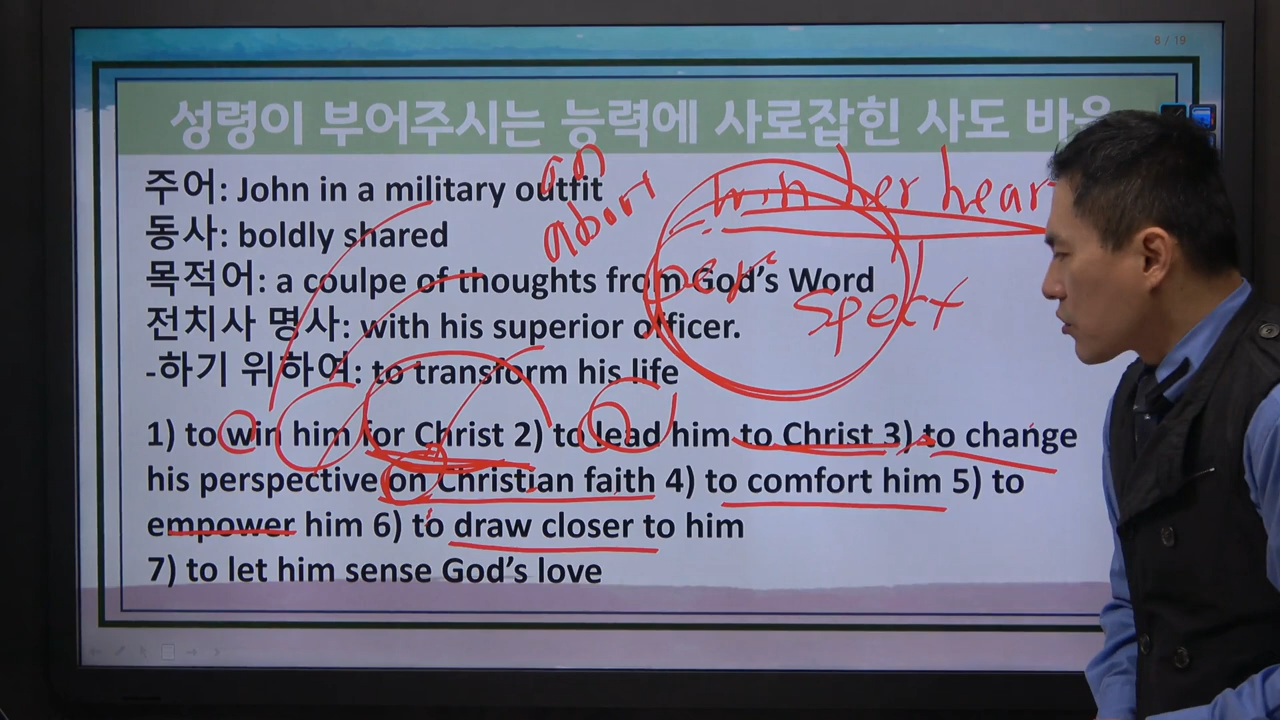 8 / 19
성령이 부어주시는 능력에 사로잡힌 사도 바울
주어: John in a military outfit
동사: boldly shared
목적어: a coulpe of thoughts from God's Word
전치사 명사: with his superior officer.
-하기 위하여: to transform his life
1) to win him for Christ 2) to lead him to Christ 3) to change
his perspective on Christian faith 4) to comfort him 5) to
empower him 6) to draw closer to him
7) to let him sense God's love
on
about
win her hear
per
spect